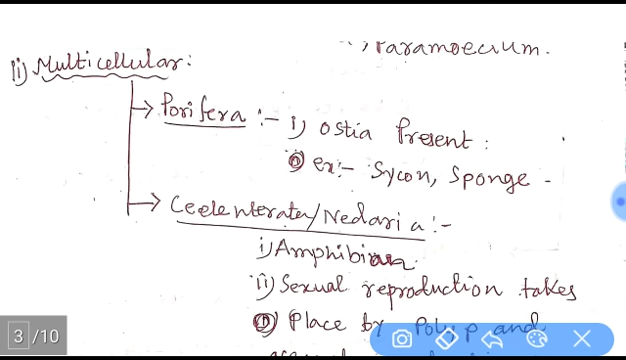 Paramoecium.
ii) Multicellular:
→ Porifera :- i) Ostia Present :
ex:- Sycon, Sponge -
→ Ceelenterata/Nedaria :-
i) Amphibian
ii) Sexual reproduction takes
Place by Polyp and
3 / 10